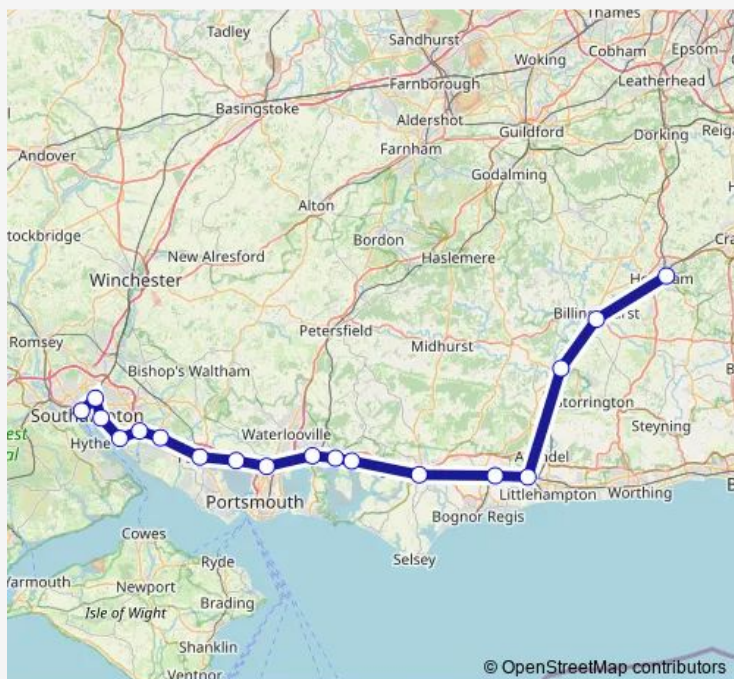 Thames
Tadley
Sandhurst
Woking
Cobham
Epsom
Farnborough
Leatherhead
Basingstoke
Aldershot
Guildford
Dorking
Andover
Farnham
Godalming
Alton
Bordon
Winchester
New Alresford
Haslemere
Petersfield
Midhurst
Romsey
Bishop's Waltham
Storrington
Steyning
Hythe
Waterlooville
Littlehampton
Worthing
Portsmouth
Bognor Regis
Cowes
Selsey
Ryde
Newport
Brading
Isle of Wight
Shanklin
Ventnor
© OpenStreetMap contributors